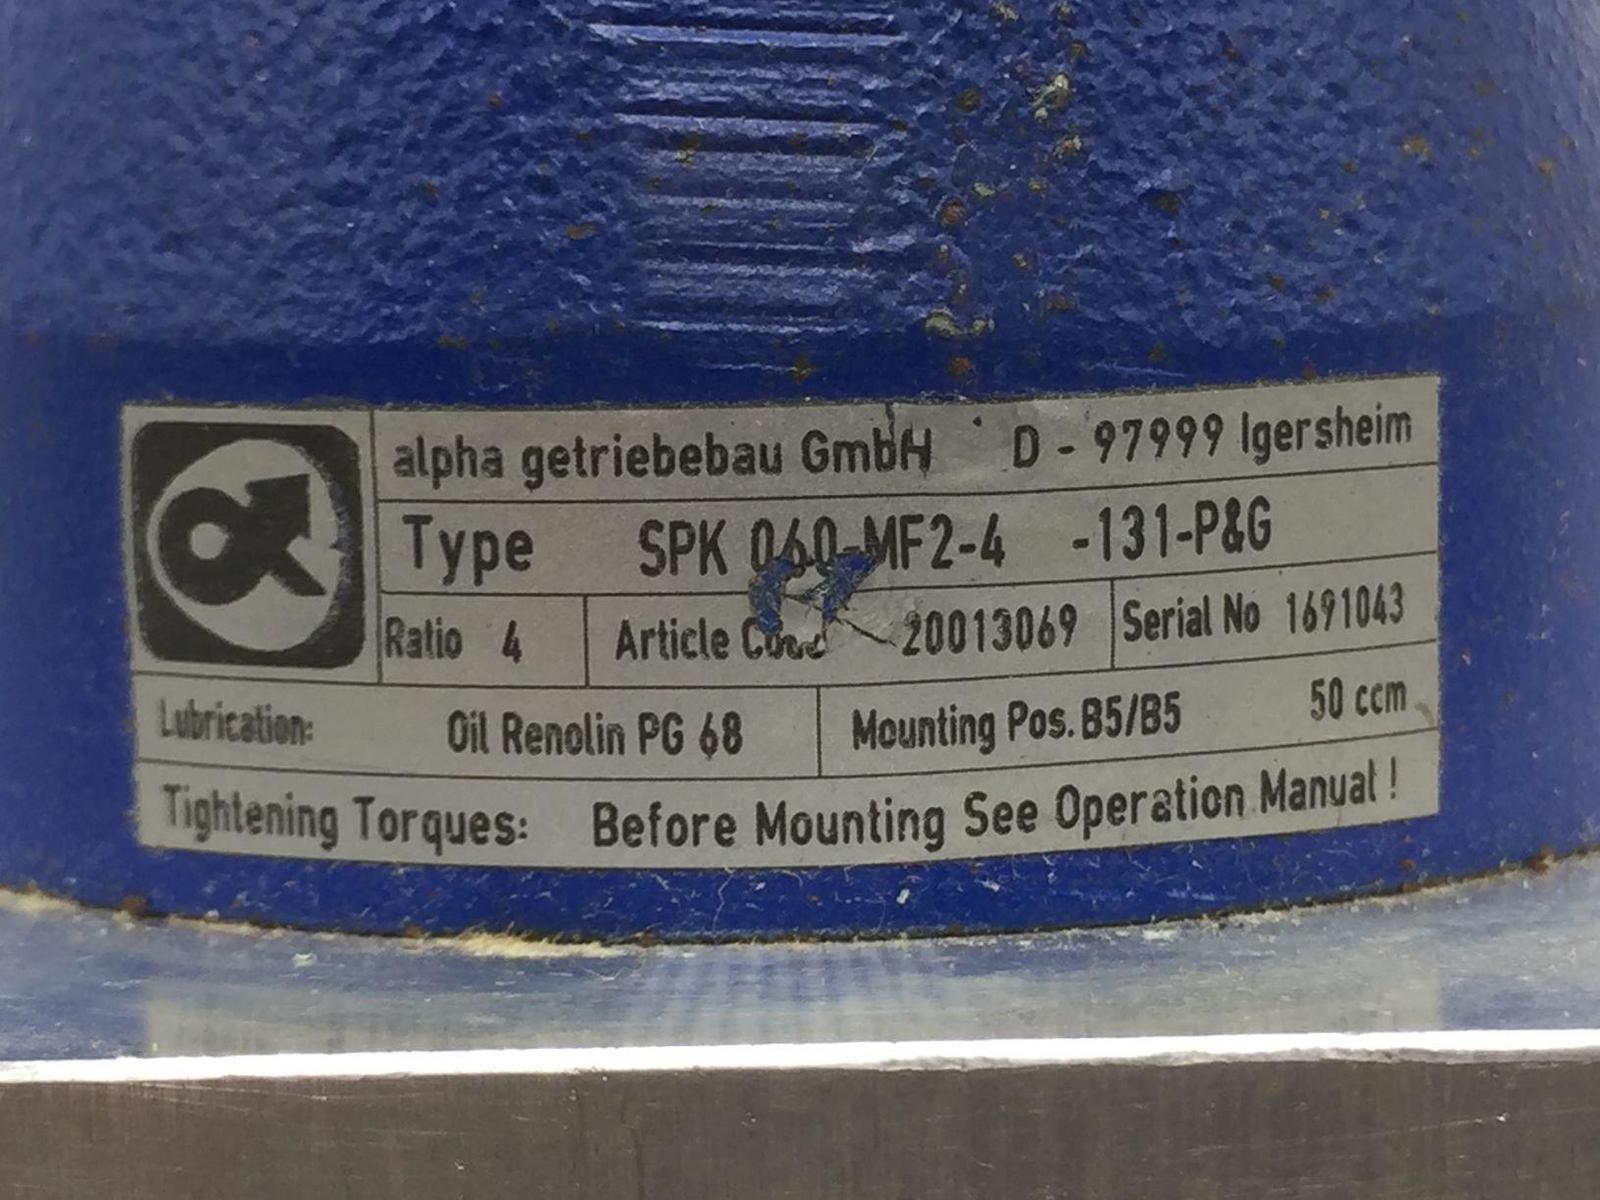 alpha getriebebau GmbH D - 97999 Igersheim
Type SPK 060-MF2-4 -131-P&G
Ratio 4 Article Code 20013069 Serial No 1691043
Lubrication: Oil Renolin PG 68 Mounting Pos. B5/B5 50 ccm
Tightening Torques: Before Mounting See Operation Manual !